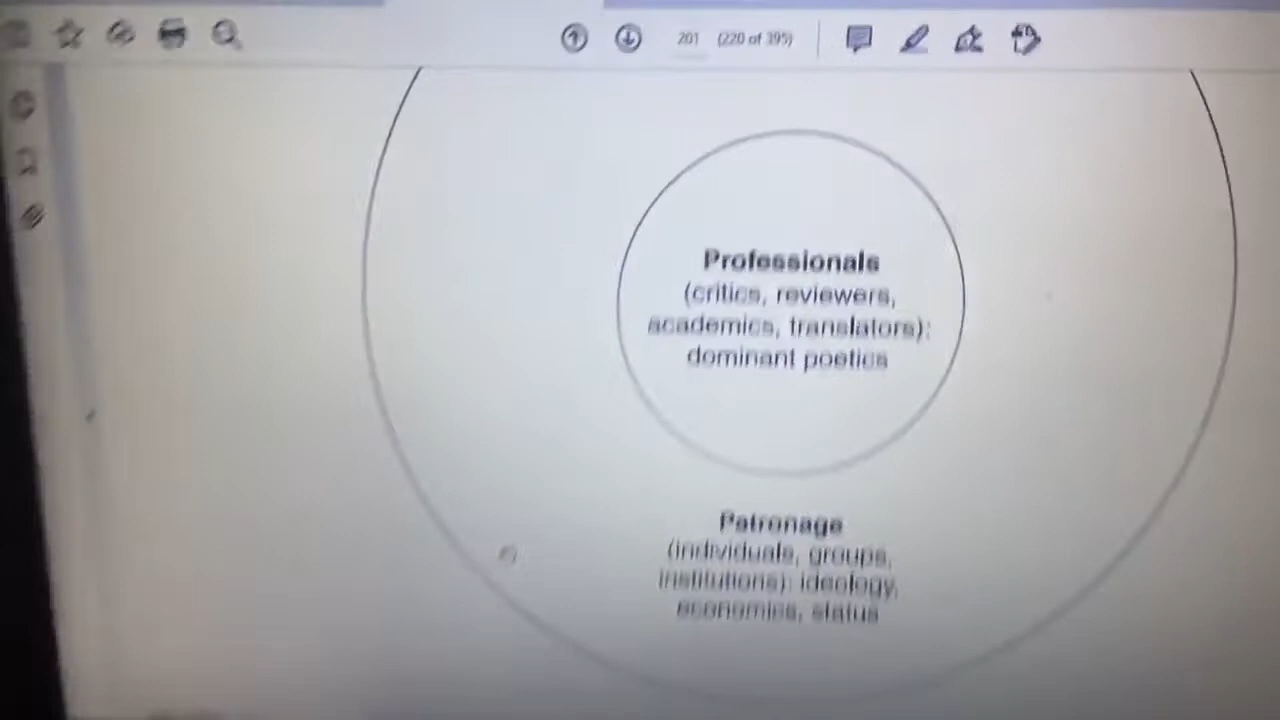 201 (220 of 395)
Professionals
(critics, reviewers,
academics, translators):
dominant poetics
Patronage
(individuals, groups,
institutions): ideology,
economics, status